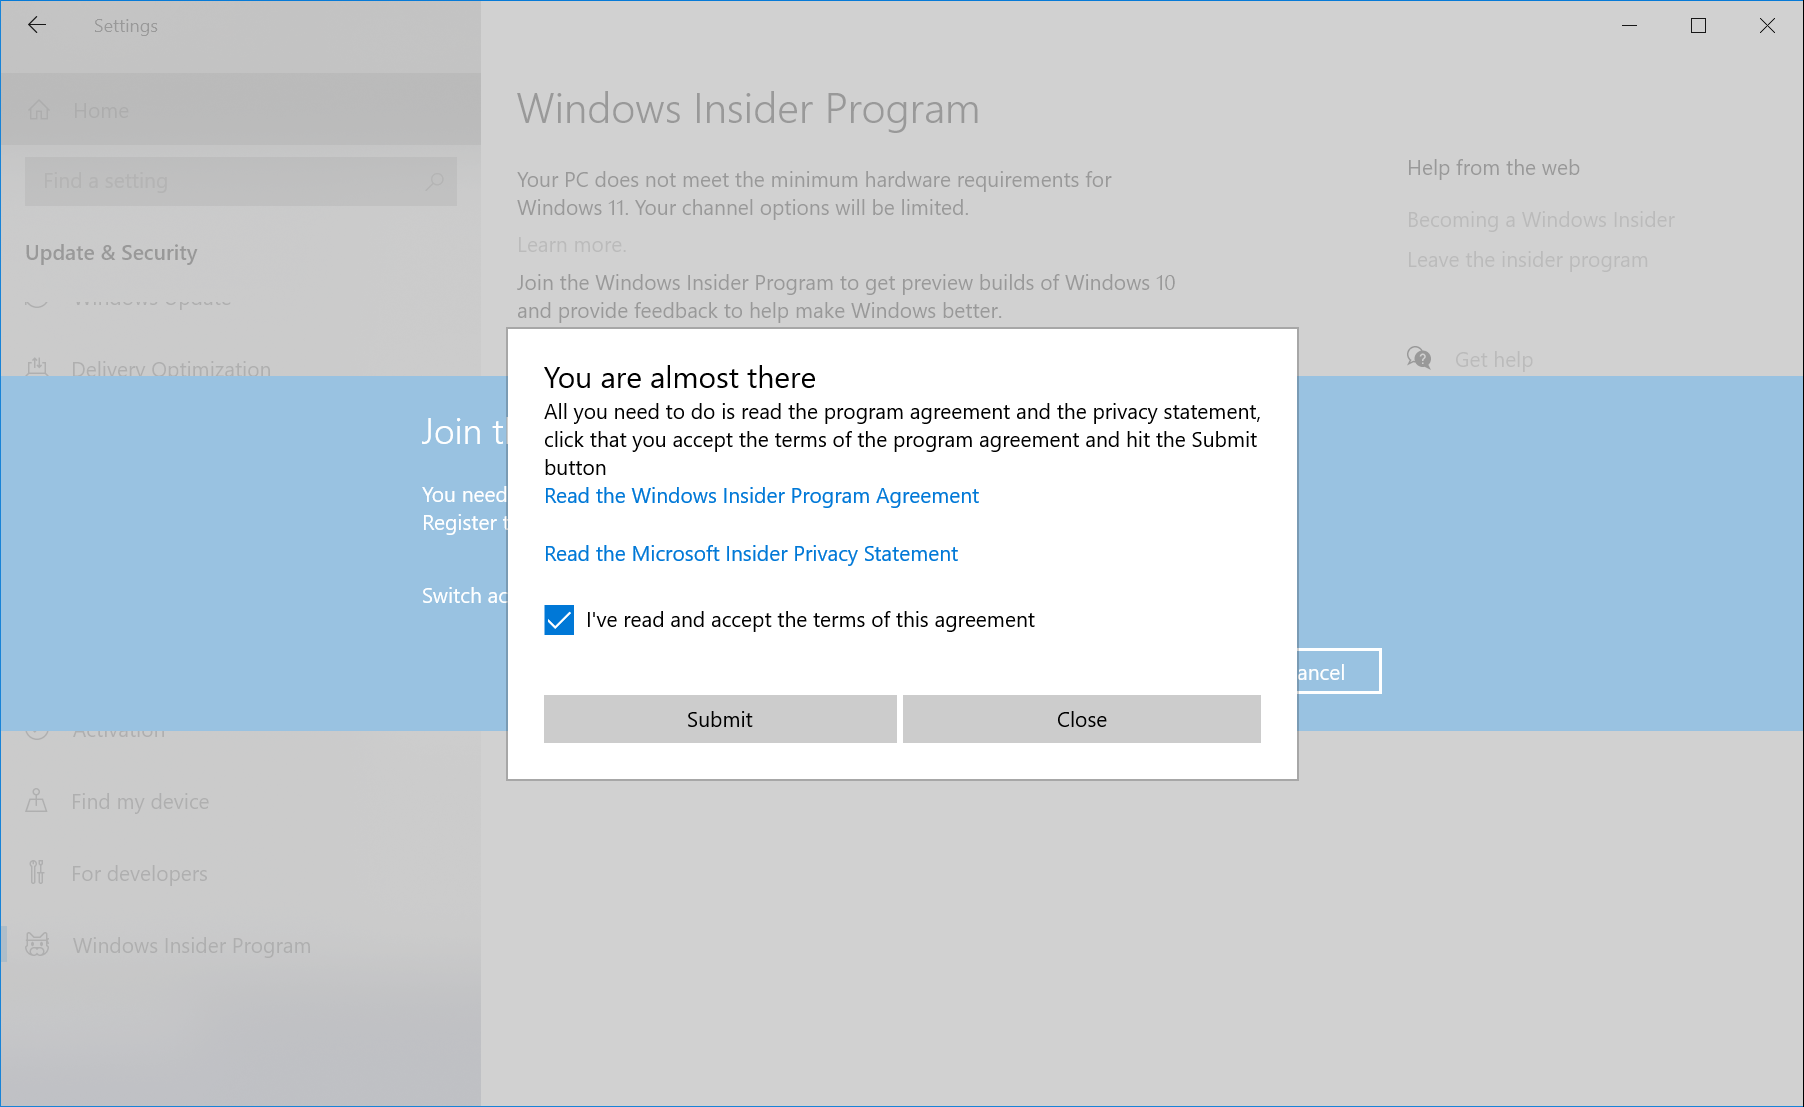 Settings
Home
Find a setting
Update & Security
Windows Update
Delivery Optimization
Activation
Find my device
For developers
Windows Insider Program
Windows Insider Program
Your PC does not meet the minimum hardware requirements for
Windows 11. Your channel options will be limited.
Learn more.
Join the Windows Insider Program to get preview builds of Windows 10
and provide feedback to help make Windows better.
Help from the web
Becoming a Windows Insider
Leave the insider program
Get help
Join
You need
Register
Switch
ancel
You are almost there
All you need to do is read the program agreement and the privacy statement,
click that you accept the terms of the program agreement and hit the Submit
button
Read the Windows Insider Program Agreement
Read the Microsoft Insider Privacy Statement
I've read and accept the terms of this agreement
Submit
Close